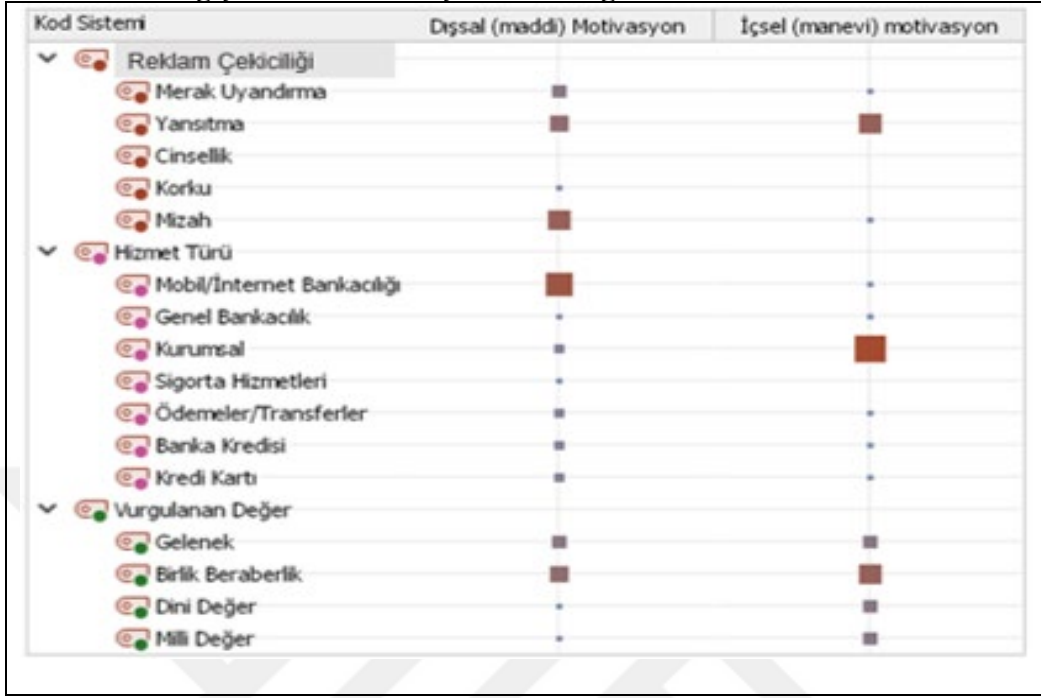 Kod Sistemi Dışsal (maddi) Motivasyon İçsel (manevi) motivasyon
Reklam Çekiciliği
Merak Uyandırma
Yansıtma
Cinsellik
Korku
Mizah
Hizmet Türü
Mobil/İnternet Bankacılığı
Genel Bankacılık
Kurumsal
Sigorta Hizmetleri
Ödemeler/Transferler
Banka Kredisi
Kredi Kartı
Vurgulanan Değer
Gelenek
Birlik Beraberlik
Dini Değer
Milli Değer